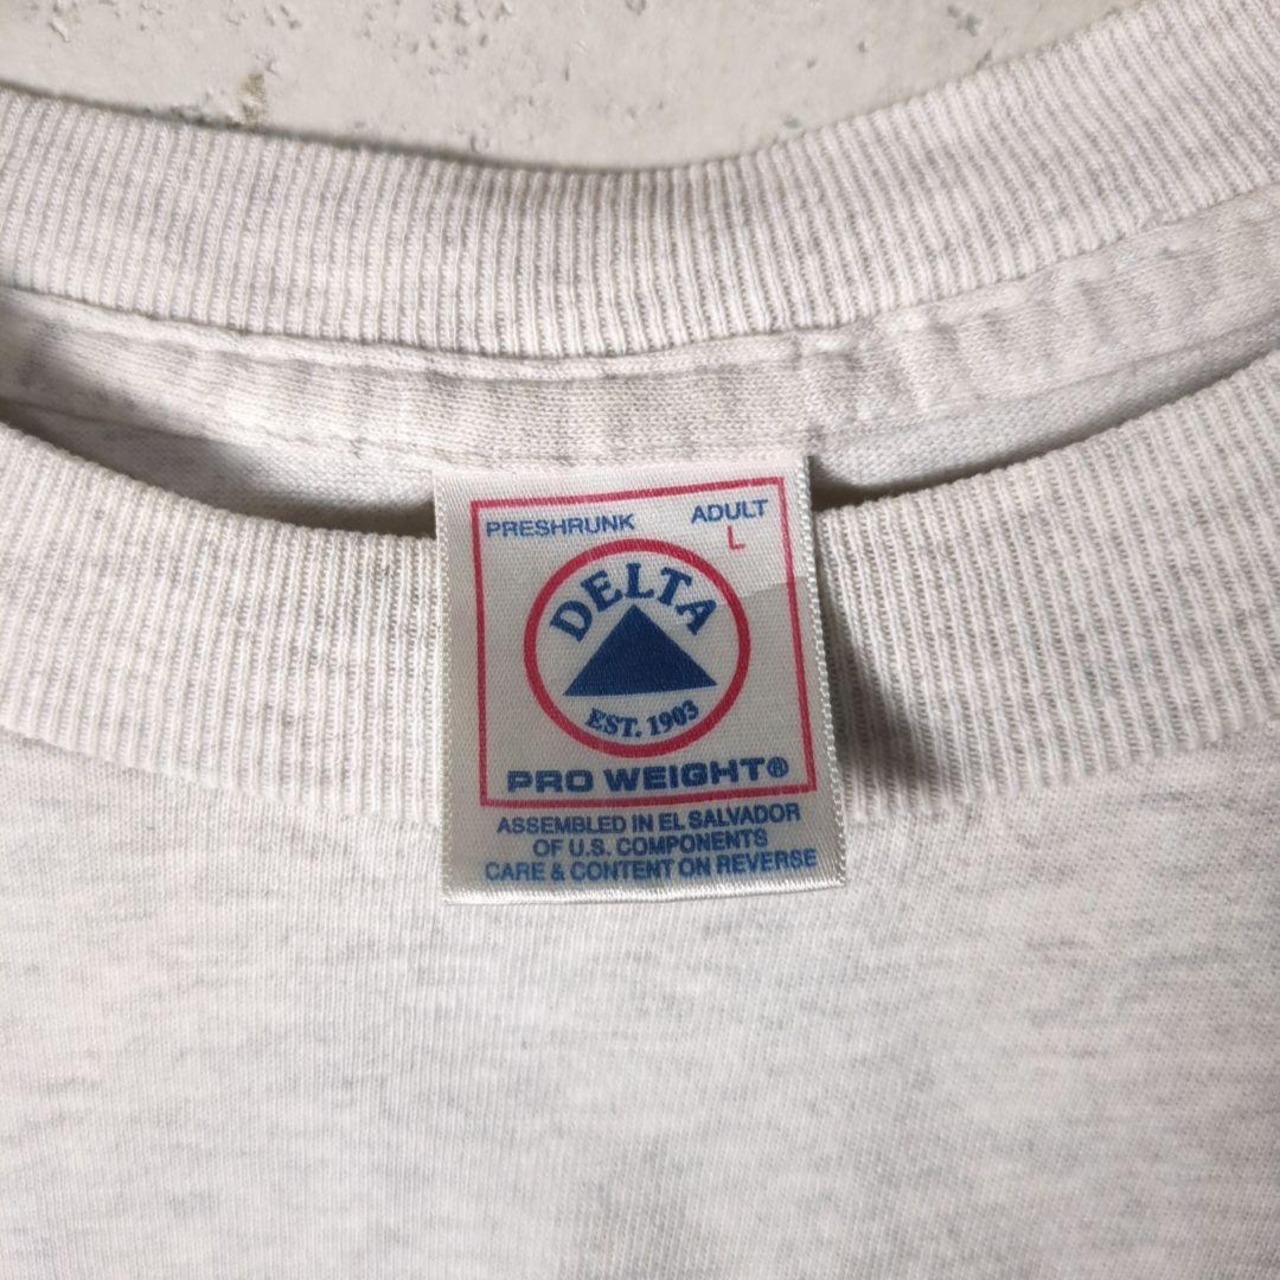 PRESHRUNK ADULT
L
DELTA
EST. 1903
PRO WEIGHT®
ASSEMBLED IN EL SALVADOR
OF U.S. COMPONENTS
CARE & CONTENT ON REVERSE